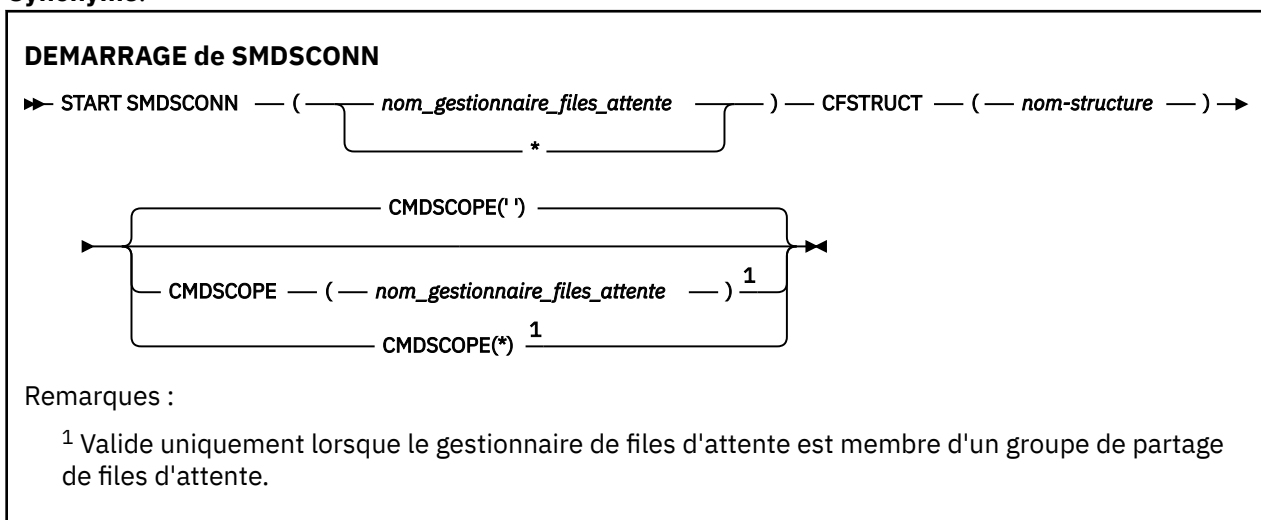 DEMARRAGE de SMDSCONN
START SMDSCONN ( nom_gestionnaire_files_attente ) CFSTRUCT ( nom-structure )
*
CMDSCOPE(' ')
CMDSCOPE ( nom_gestionnaire_files_attente ) 1
CMDSCOPE(*) 1
Remarques :
1 Valide uniquement lorsque le gestionnaire de files d'attente est membre d'un groupe de partage
de files d'attente.